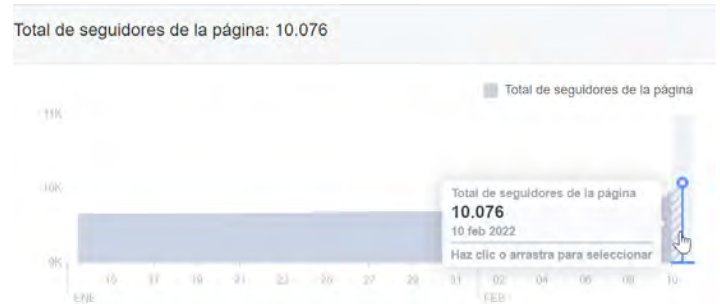 Total de seguidores de la página: 10.076
Total de seguidores de la página
11K
10K
Total de seguidores de la página
10.076
10 feb 2022
Haz clic o arrastra para seleccionar
9K
15 17 19 21 23 25 27 29 31 02 04 06 08 10
ENE FEB